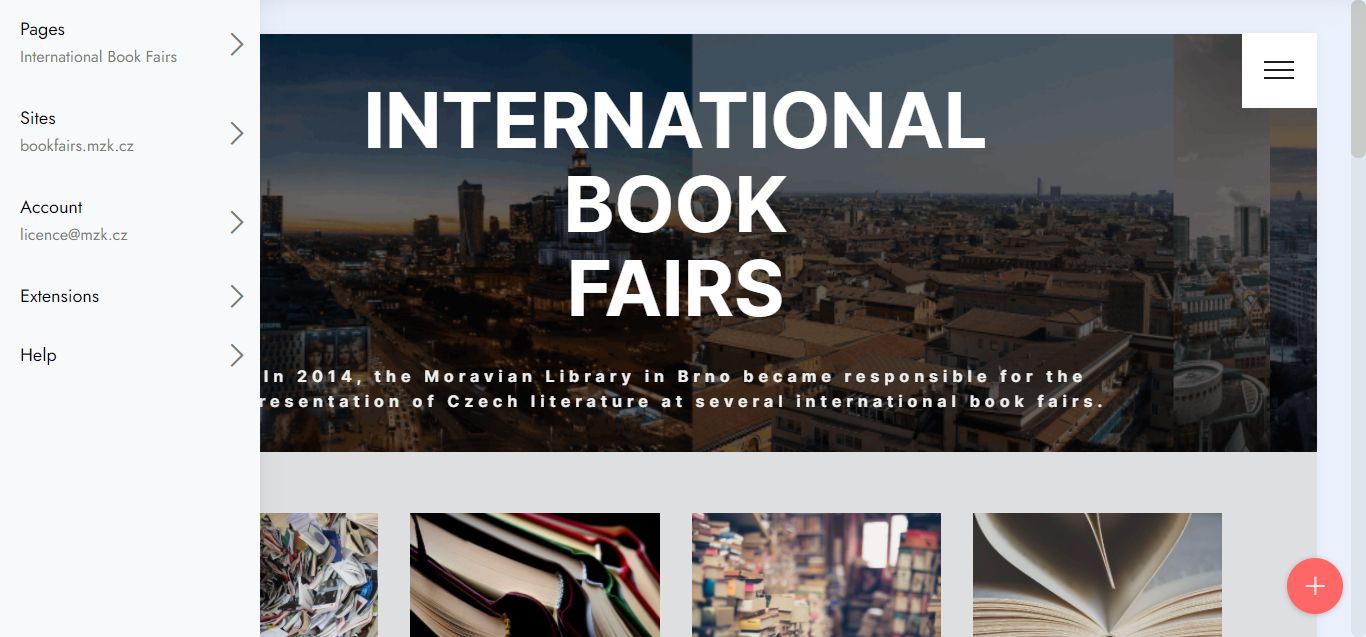 Pages
International Book Fairs
Sites
bookfairs.mzk.cz
Account
licence@mzk.cz
Extensions
Help
INTERNATIONAL
BOOK
FAIRS
In 2014, the Moravian Library in Brno became responsible for the
resentation of Czech literature at several international book fairs.